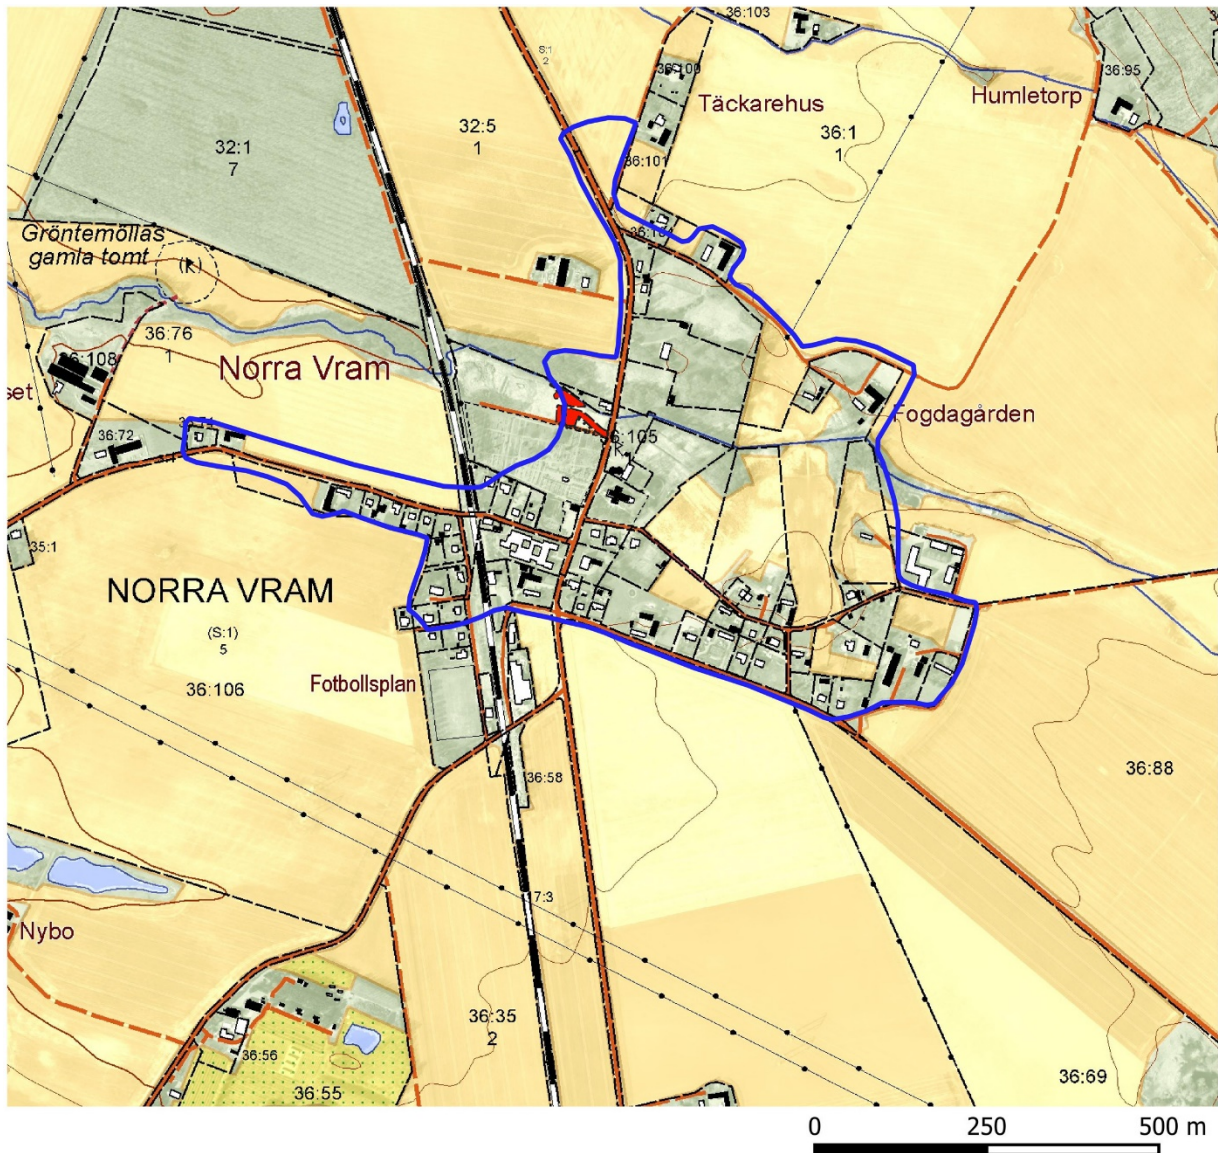 36:103
S:1
2
36:100
Täckarehus
36:1
1
Humletorp
36:95
32:5
1
32:1
7
36:101
Gröntemöllas
gamla tomt
(R)
36:76
1
36:108
Norra Vram
set
36:72
Fogdagården
36:105
35:1
NORRA VRAM
(S:1)
5
36:106
Fotbollsplan
36:58
36:88
7:3
Nybo
36:35
2
36:56
36:55
36:69
0 250 500 m